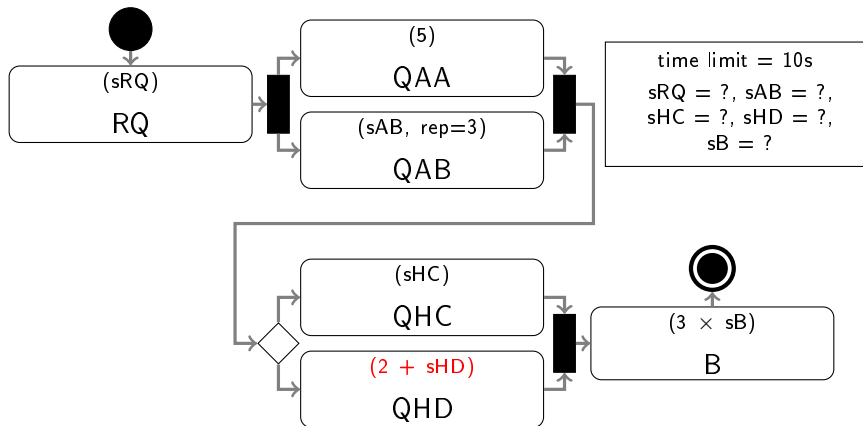 (sRQ)
RQ
(5)
QAA
(sAB, rep=3)
QAB
time limit = 10s
sRQ = ?, sAB = ?,
sHC = ?, sHD = ?,
sB = ?
(sHC)
QHC
(2 + sHD)
QHD
(3 × sB)
B